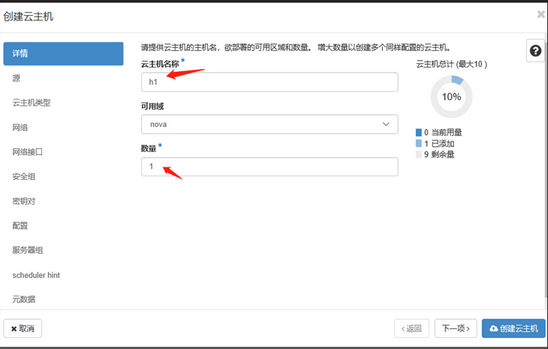 创建云主机
详情
源
云主机类型
网络
网络接口
安全组
密钥对
配置
服务器组
scheduler hint
元数据
请提供云主机的主机名，欲部署的可用区域和数量。 增大数量以创建多个同样配置的云主机。
云主机名称 *
h1
可用域
nova
数量 *
1
云主机总计 (最大10 )
10%
0 当前用量
1 已添加
9 剩余量
× 取消
‹ 返回
下一项 ›
创建云主机